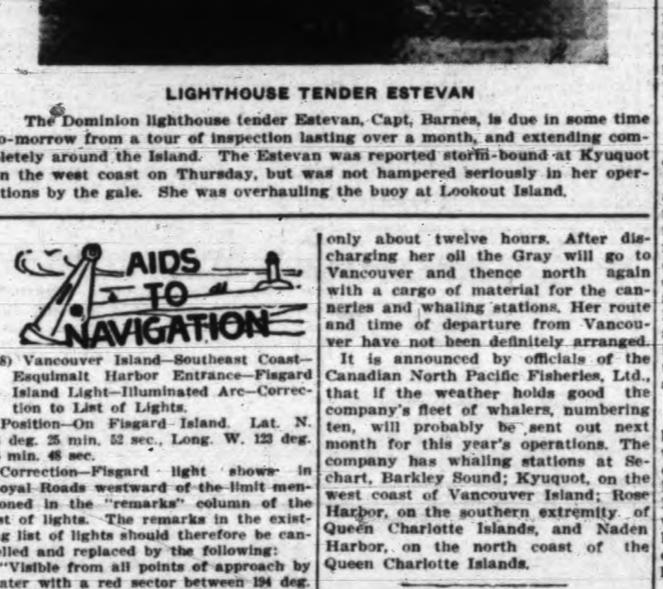 LIGHTHOUSE TENDER ESTEVAN
The Dominion lighthouse tender Estevan, Capt, Barnes, is due in some time
o-morrow from a tour of inspection lasting over a month, and extending com-
letely around the Island. The Estevan was reported storm-bound at Kyuquot
n the west coast on Thursday, but was not hampered seriously in her oper-
tions by the gale. She was overhauling the buoy at Lookout Island.
AIDS
TO
NAVIGATION
8) Vancouver Island—Southeast Coast—
Esquimalt Harbor Entrance—Fisgard
Island Light—Illuminated Arc—Correc-
tion to List of Lights.
Position—On Fisgard Island. Lat. N.
deg. 25 min. 52 sec., Long. W. 123 deg.
min. 48 sec.
Correction—Fisgard light shows in
oyal Roads westward of the limit men-
oned in the "remarks" column of the
st of lights. The remarks in the exist-
g list of lights should therefore be can-
lled and replaced by the following:
"Visible from all points of approach by
ater with a red sector between 194 deg.
only about twelve hours. After dis-
charging her oil the Gray will go to
Vancouver and thence north again
with a cargo of material for the can-
neries and whaling stations. Her route
and time of departure from Vancou-
ver have not been definitely arranged.
It is announced by officials of the
Canadian North Pacific Fisheries, Ltd.,
that if the weather holds good the
company's fleet of whalers, numbering
ten, will probably be sent out next
month for this year's operations. The
company has whaling stations at Se-
chart, Barkley Sound; Kyuquot, on the
west coast of Vancouver Island; Rose
Harbor, on the southern extremity of
Queen Charlotte Islands, and Naden
Harbor, on the north coast of the
Queen Charlotte Islands.